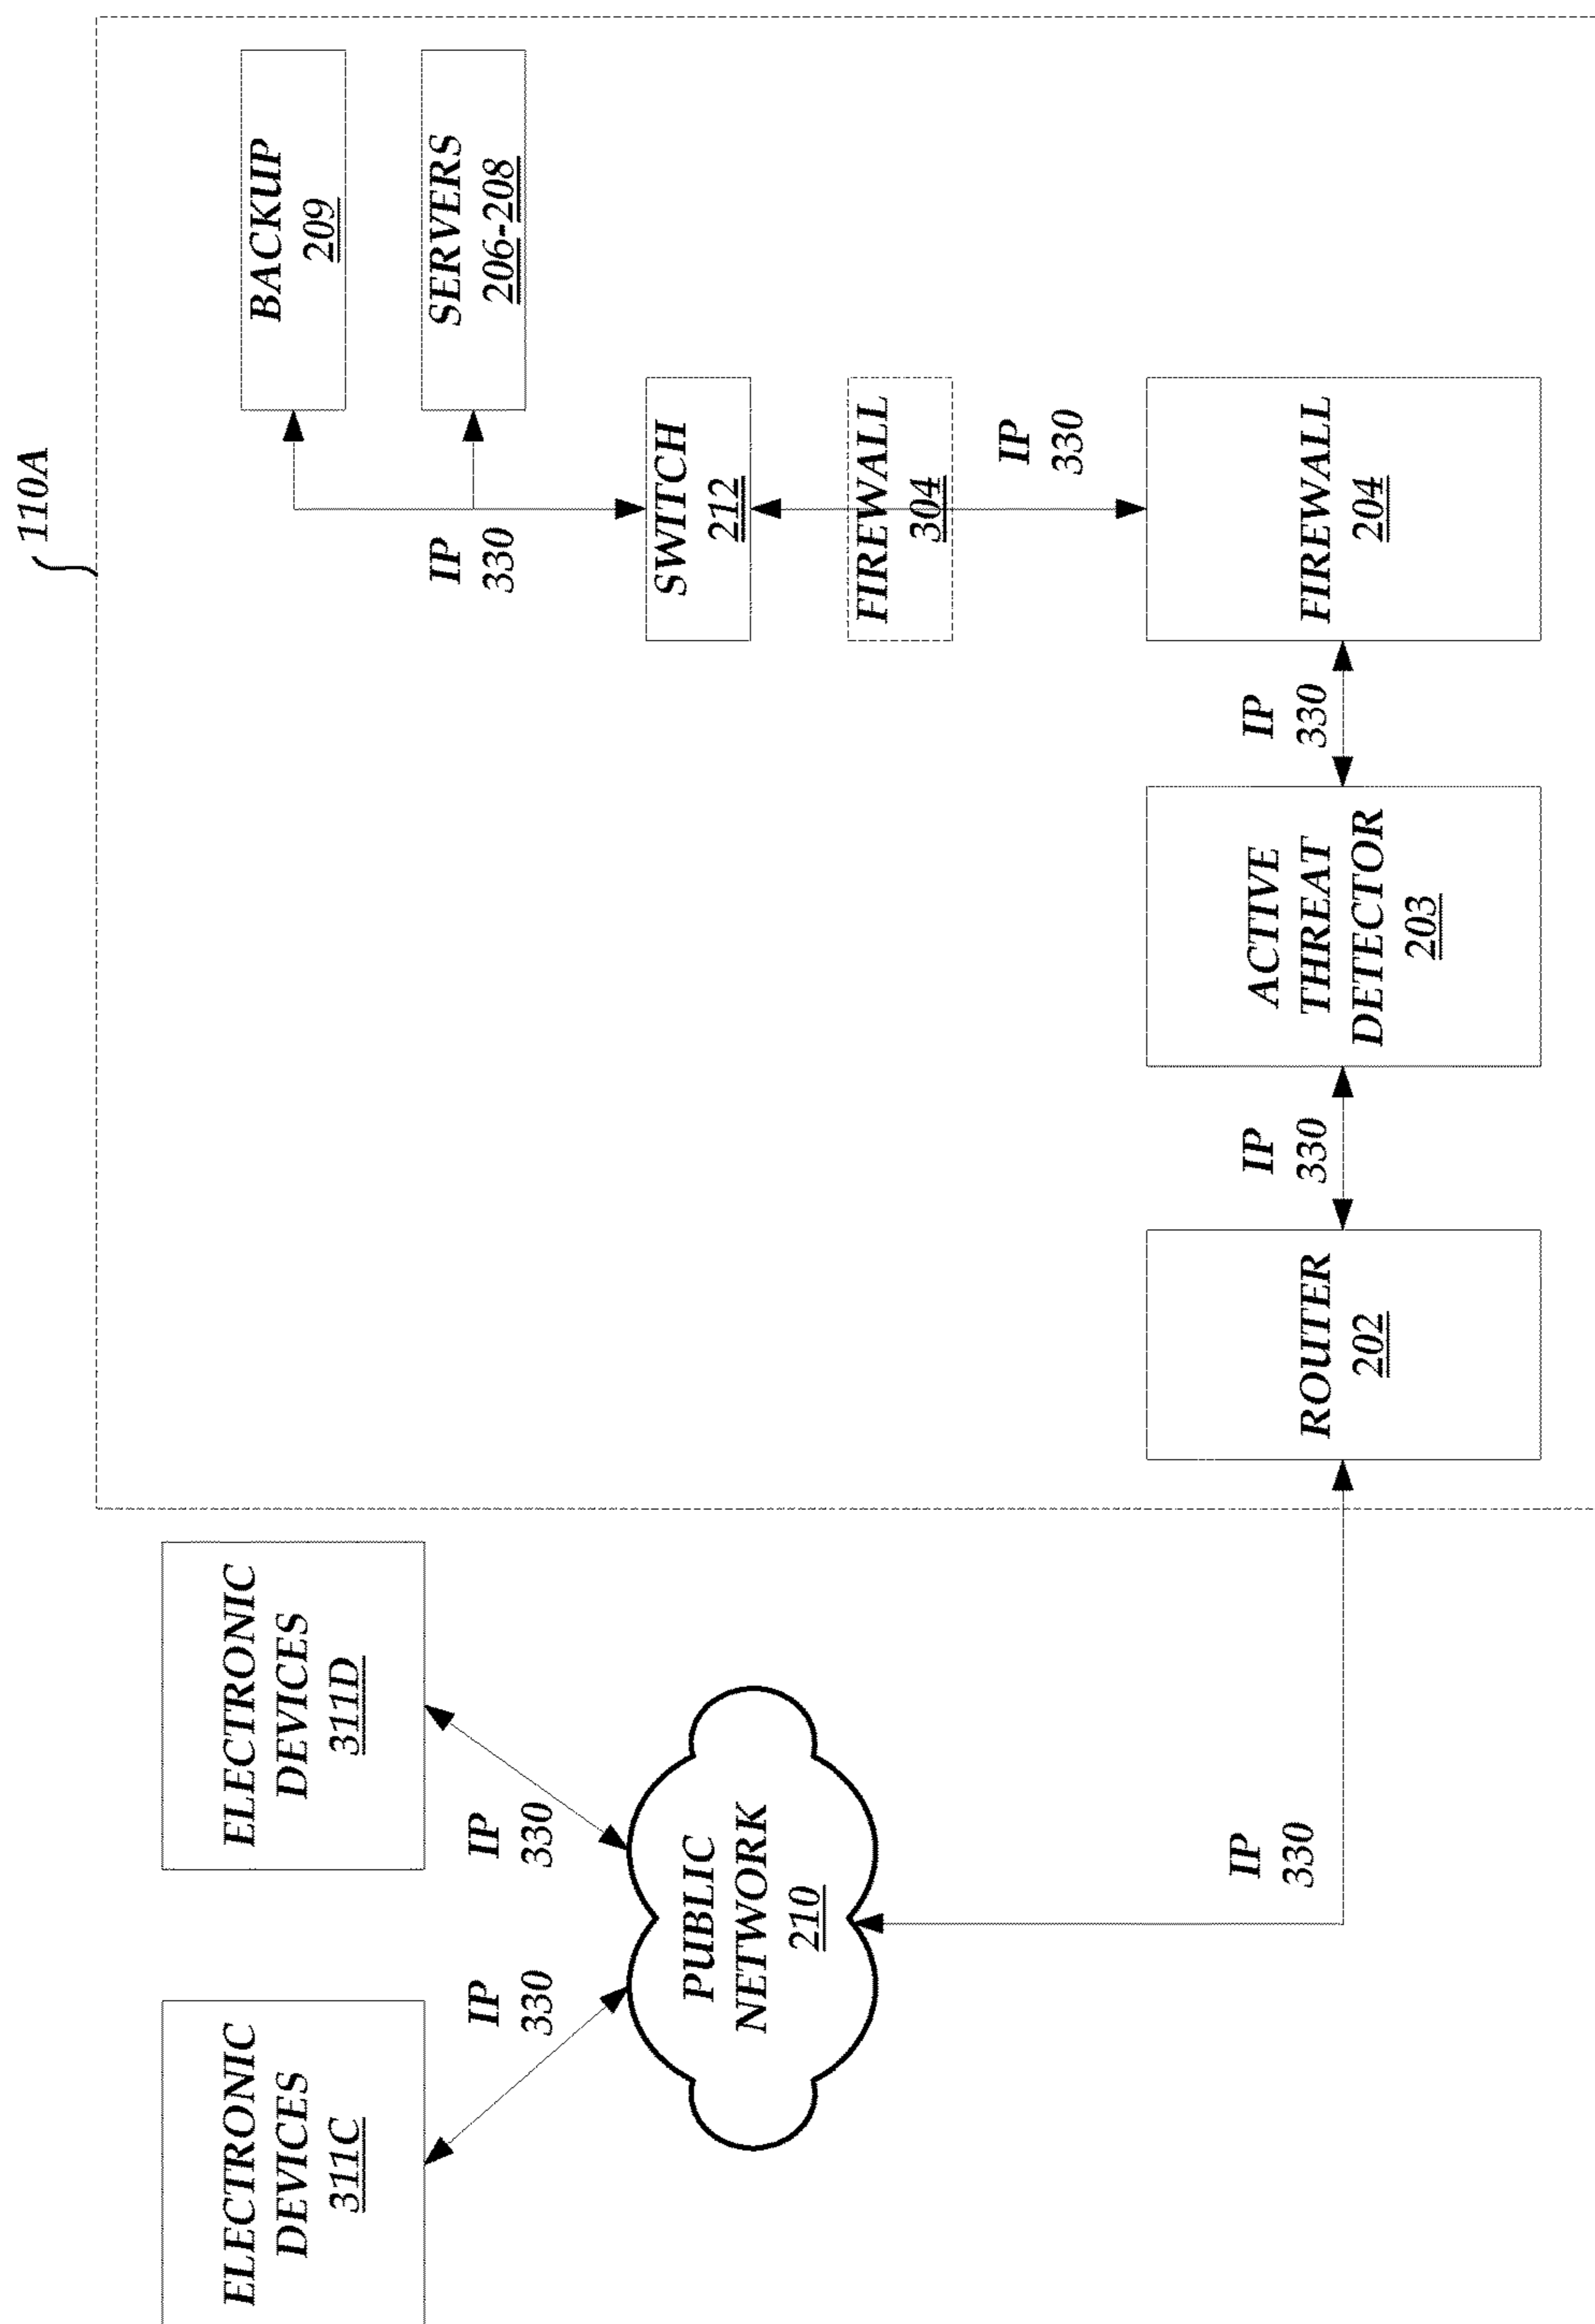 110A
BACKUP
209
SERVERS
206-208
IP
330
SWITCH
212
FIREWALL
304
IP
330
FIREWALL
204
IP
330
ACTIVE
THREAT
DETECTOR
203
IP
330
ROUTER
202
ELECTRONIC
DEVICES
311D
IP
330
ELECTRONIC
DEVICES
311C
IP
330
PUBLIC
NETWORK
210
IP
330